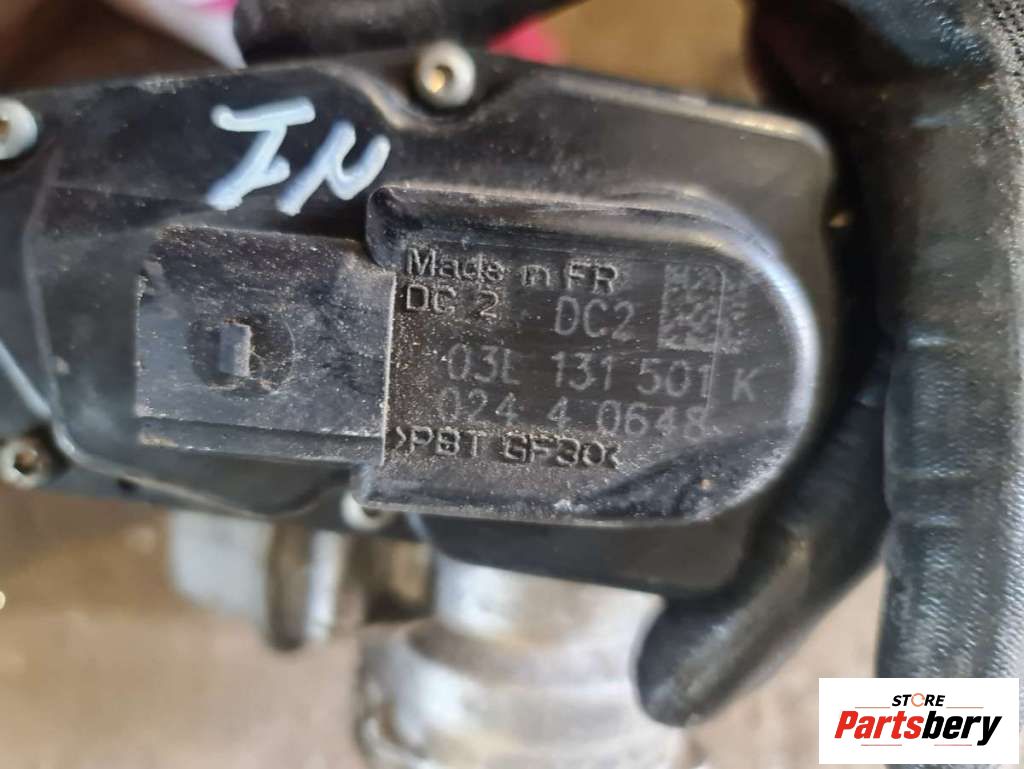 IN
Made in FR
DC 2
DC2
03L 131 501 K
024 4 0648
>PBT GF30<
STORE
Partsbery